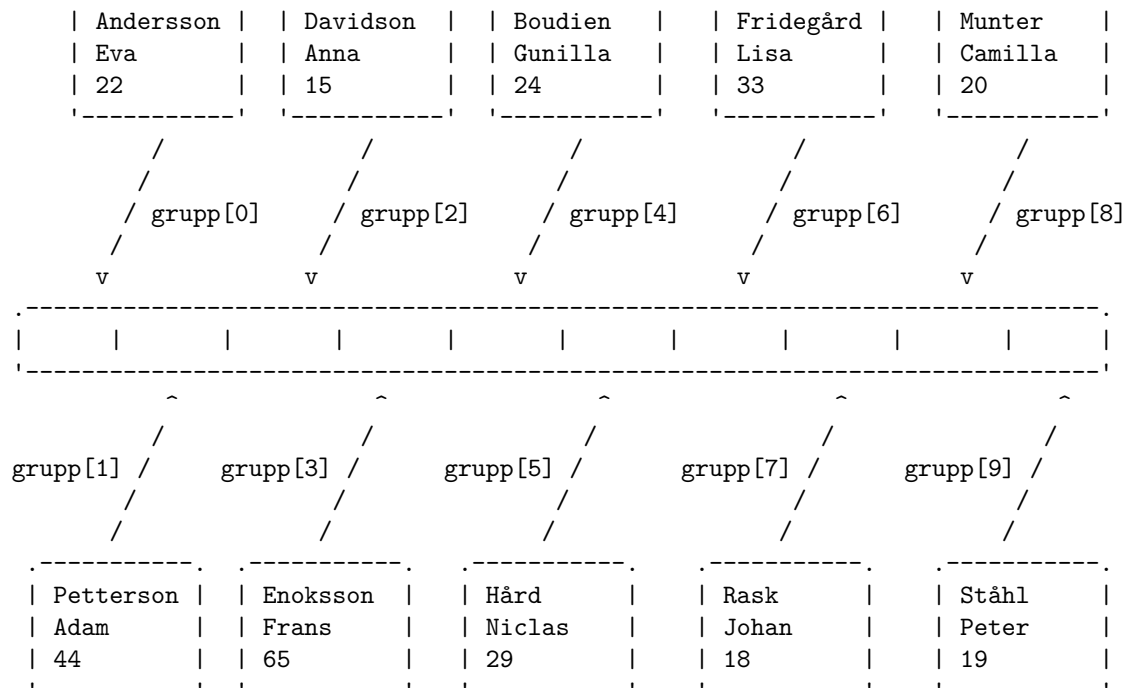 | Andersson | | Davidson | | Boudien | | Fridegård | | Munter |
| Eva | | Anna | | Gunilla | | Lisa | | Camilla |
| 22 | | 15 | | 24 | | 33 | | 20 |
'-----------' '-----------' '-----------' '-----------' '-----------'
/ / / / /
/ / / / /
/ grupp[0] / grupp[2] / grupp[4] / grupp[6] / grupp[8]
/ / / / /
v v v v v
.-----------------------------------------------------------------------------.
| | | | | | | | | | |
'-----------------------------------------------------------------------------'
^ ^ ^ ^ ^
/ / / / /
grupp[1] / grupp[3] / grupp[5] / grupp[7] / grupp[9] /
/ / / / /
/ / / / /
.-----------. .-----------. .-----------. .-----------. .-----------.
| Petterson | | Enoksson | | Hård | | Rask | | Ståhl |
| Adam | | Frans | | Niclas | | Johan | | Peter |
| 44 | | 65 | | 29 | | 18 | | 19 |